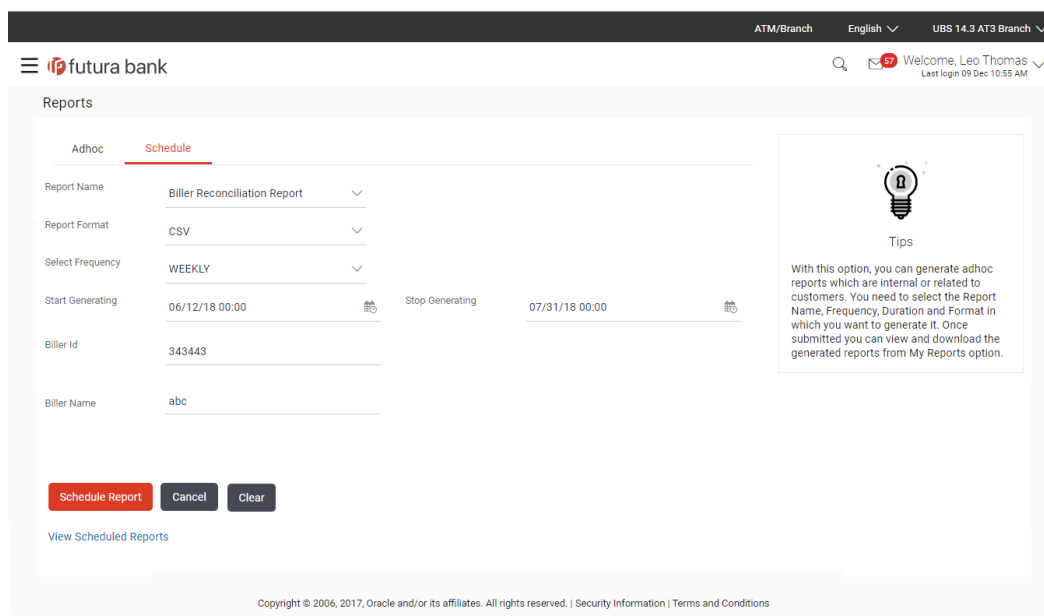 ATM/Branch English UBS 14.3 AT3 Branch
futura bank 57 Welcome, Leo Thomas
Last login 09 Dec 10:55 AM
Reports
Adhoc Schedule
Report Name Biller Reconciliation Report
Report Format CSV
Select Frequency WEEKLY
Start Generating 06/12/18 00:00 Stop Generating 07/31/18 00:00
Biller Id 343443
Biller Name abc
Schedule Report Cancel Clear
View Scheduled Reports
Tips
With this option, you can generate adhoc
reports which are internal or related to
customers. You need to select the Report
Name, Frequency, Duration and Format in
which you want to generate it. Once
submitted you can view and download the
generated reports from My Reports option.
Copyright © 2006, 2017, Oracle and/or its affiliates. All rights reserved. | Security Information | Terms and Conditions